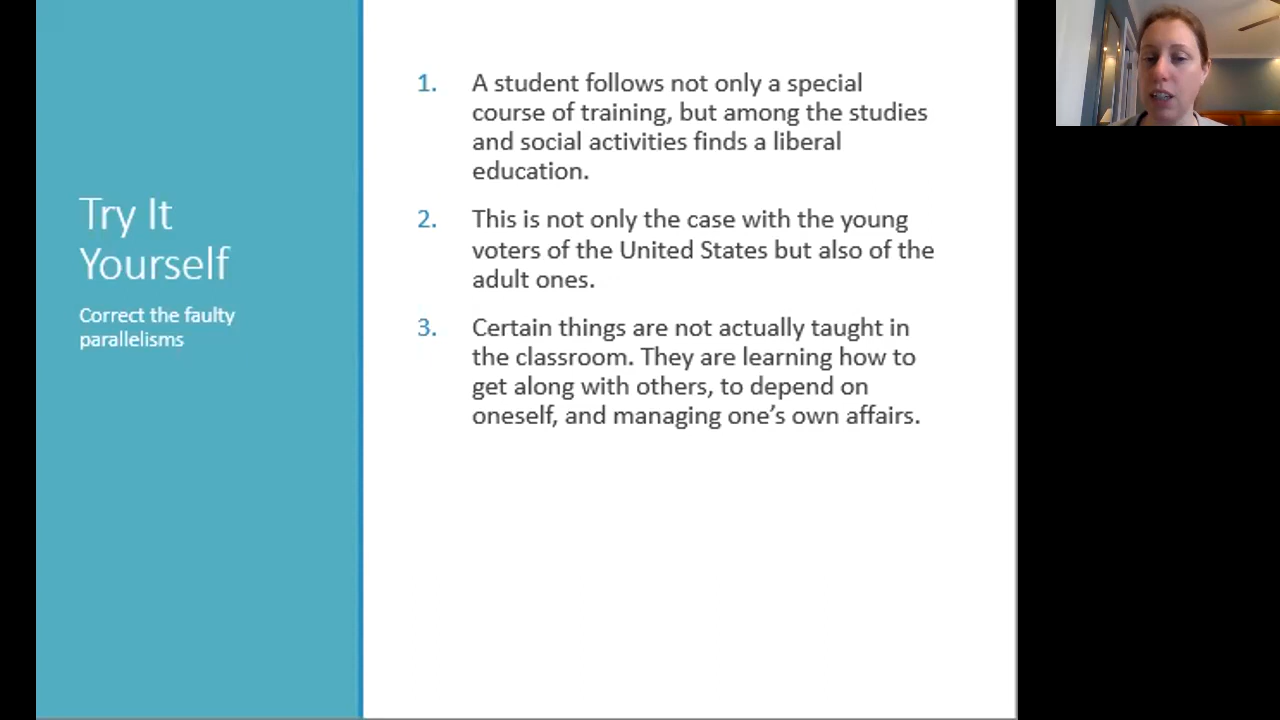 Try It
Yourself
Correct the faulty
parallelisms
1. A student follows not only a special
course of training, but among the studies
and social activities finds a liberal
education.
2. This is not only the case with the young
voters of the United States but also of the
adult ones.
3. Certain things are not actually taught in
the classroom. They are learning how to
get along with others, to depend on
oneself, and managing one’s own affairs.